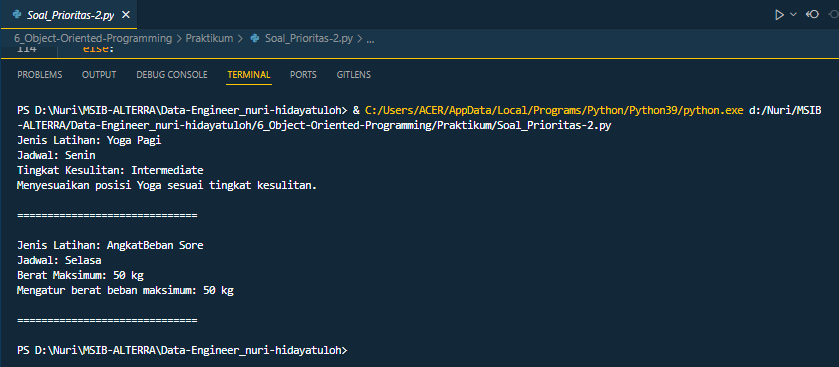 Soal_Prioritas-2.py
6_Object-Oriented-Programming > Praktikum > Soal_Prioritas-2.py > ...
114 else:
PROBLEMS OUTPUT DEBUG CONSOLE TERMINAL PORTS GITLENS
PS D:\Nuri\MSIB-ALTERRA\Data-Engineer_nuri-hidayatuloh> & C:/Users/ACER/AppData/Local/Programs/Python/Python39/python.exe d:/Nuri/MSIB
-ALTERRA/Data-Engineer_nuri-hidayatuloh/6_Object-Oriented-Programming/Praktikum/Soal_Prioritas-2.py
Jenis Latihan: Yoga Pagi
Jadwal: Senin
Tingkat Kesulitan: Intermediate
Menyesuaikan posisi Yoga sesuai tingkat kesulitan.
==============================
Jenis Latihan: AngkatBeban Sore
Jadwal: Selasa
Berat Maksimum: 50 kg
Mengatur berat beban maksimum: 50 kg
==============================
PS D:\Nuri\MSIB-ALTERRA\Data-Engineer_nuri-hidayatuloh>